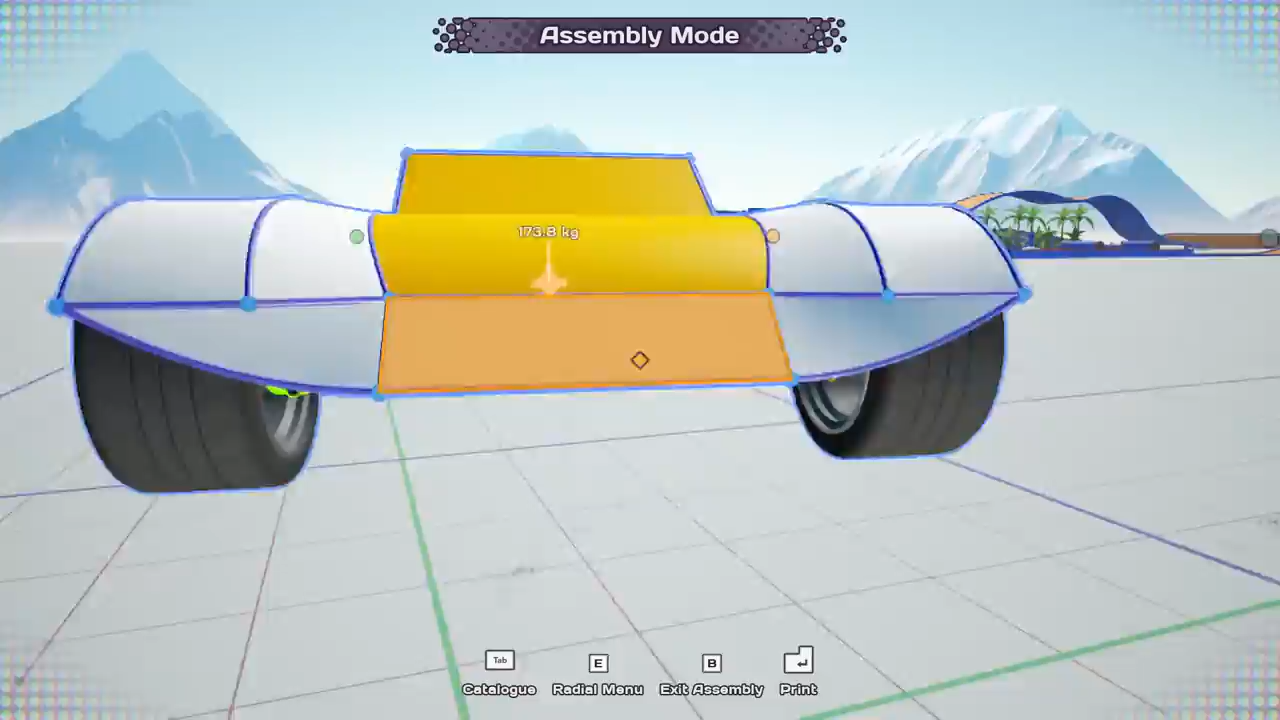 Assembly Mode
173.8 kg
Tab
E
B
Catalogue
Radial Menu
Exit Assembly
Print